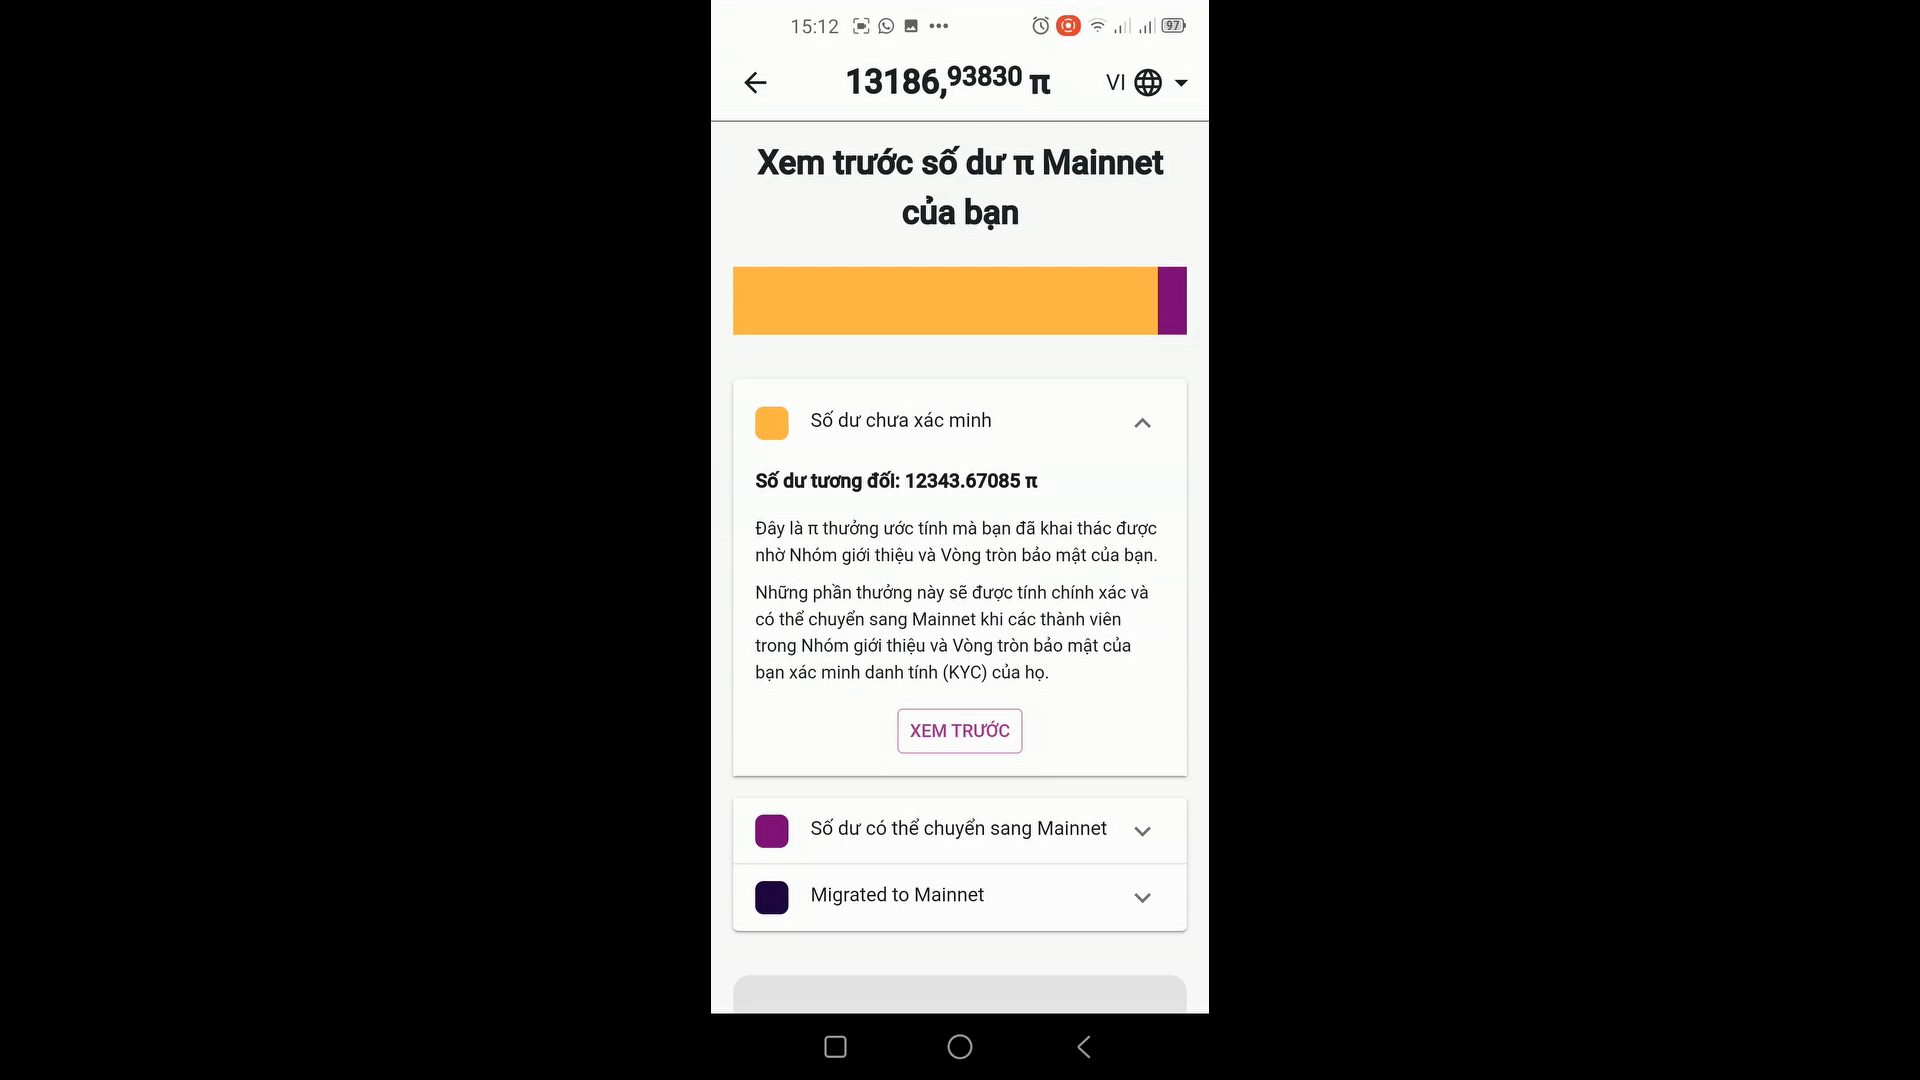 15:12
97
13186,93830 π
VI
Xem trước số dư π Mainnet
của bạn
Số dư chưa xác minh
Số dư tương đối: 12343.67085 π
Đây là π thưởng ước tính mà bạn đã khai thác được
nhờ Nhóm giới thiệu và Vòng tròn bảo mật của bạn.
Những phần thưởng này sẽ được tính chính xác và
có thể chuyển sang Mainnet khi các thành viên
trong Nhóm giới thiệu và Vòng tròn bảo mật của
bạn xác minh danh tính (KYC) của họ.
XEM TRƯỚC
Số dư có thể chuyển sang Mainnet
Migrated to Mainnet